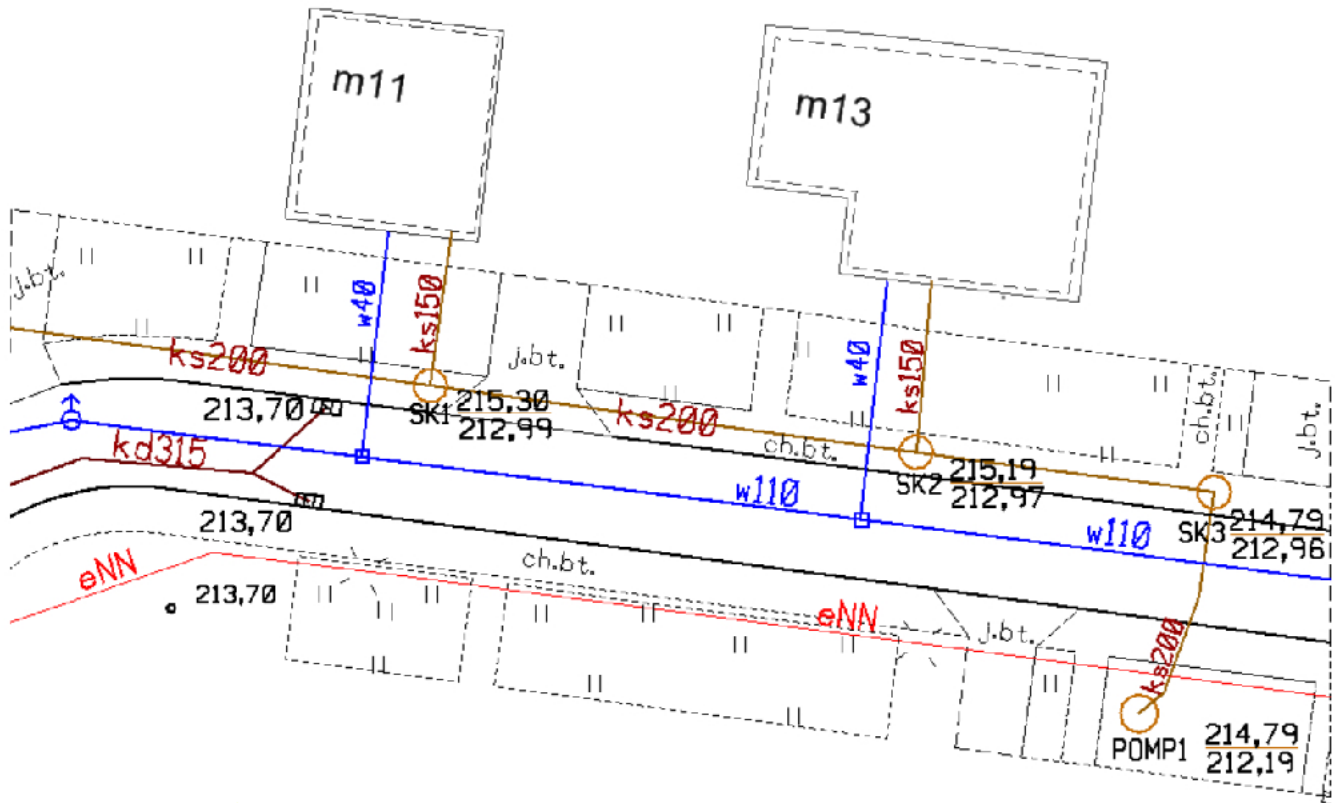 m11
m13
j.bt.
w40
ks150
ks200
j.bt.
w40
ks150
ch.bt.
j.bt.
213,70
SK1
215,30
212,99
ks200
ch.bt.
kd315
SK2
215,19
212,97
w110
w110
SK3
214,79
212,96
213,70
eNN
ch.bt.
213,70
eNN
j.bt.
ks200
POMP1
214,79
212,19